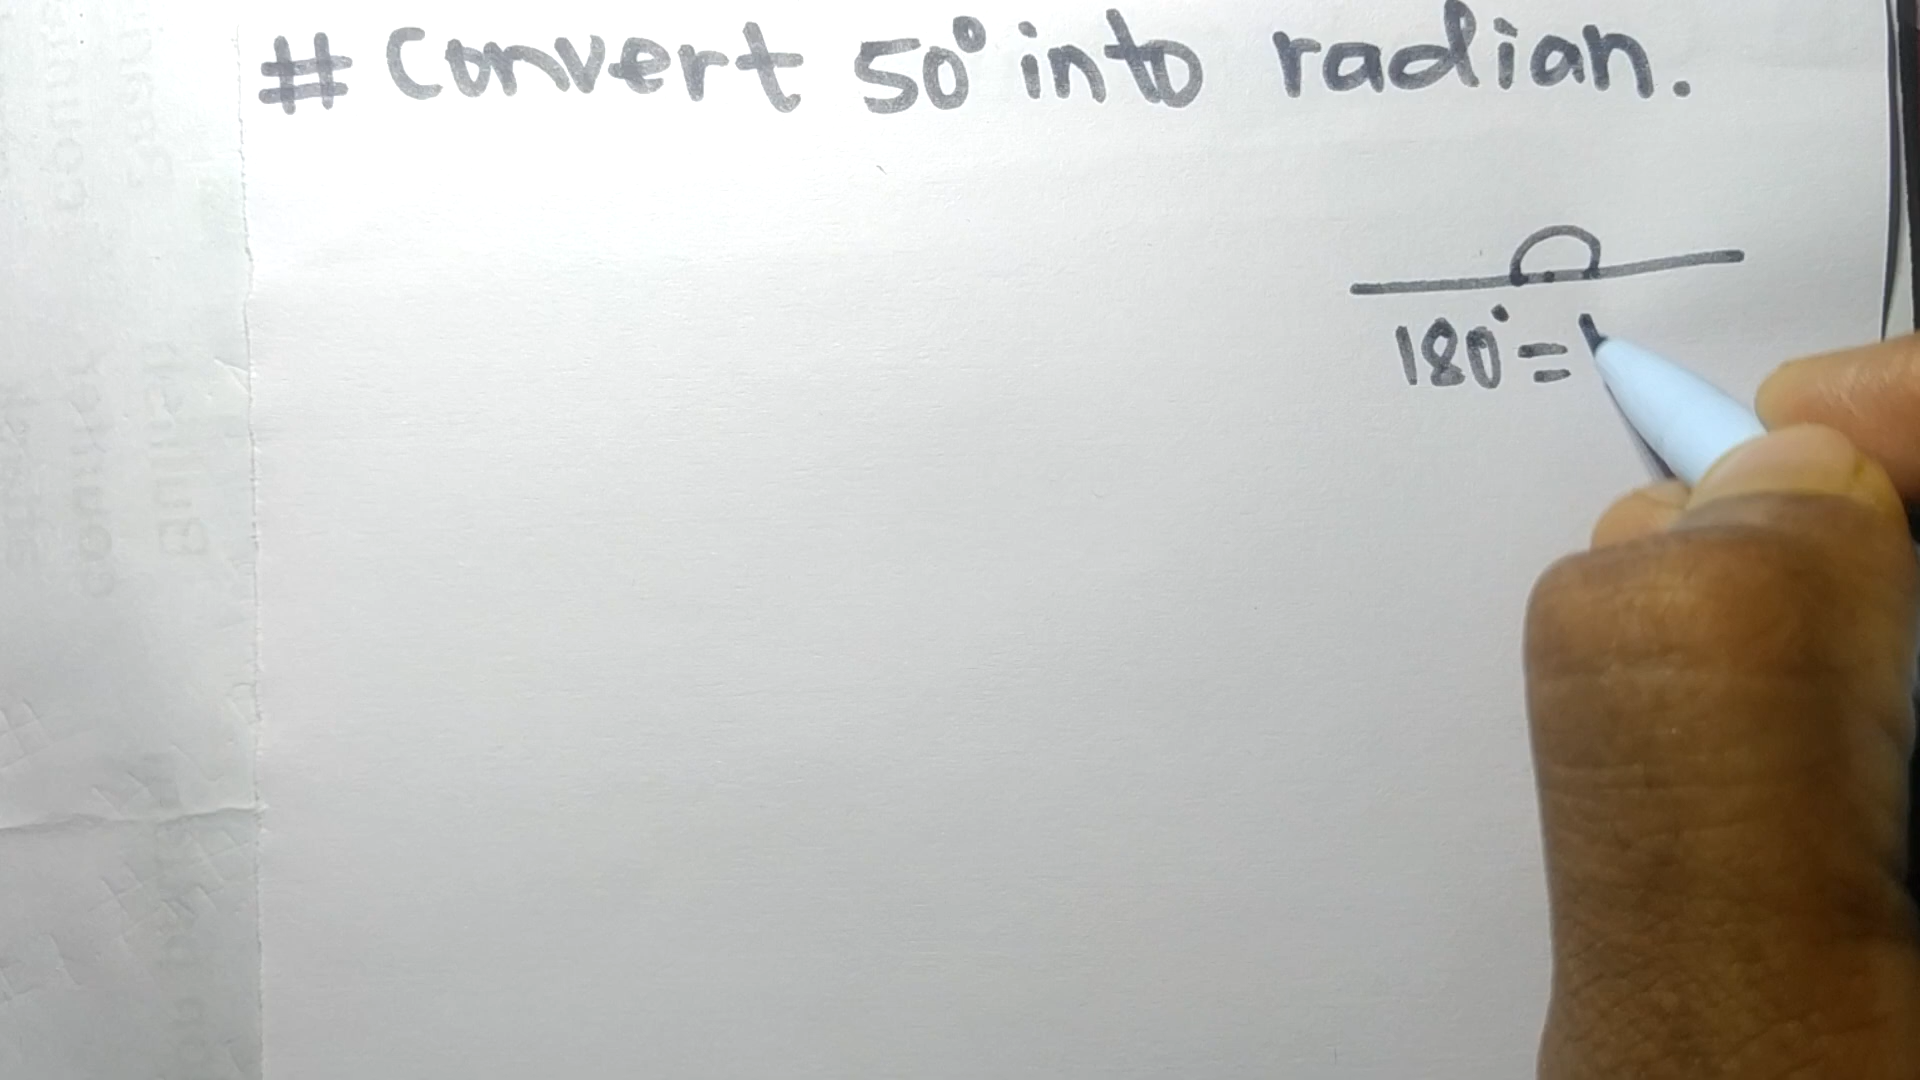 # Convert 50° into radian.
180° =